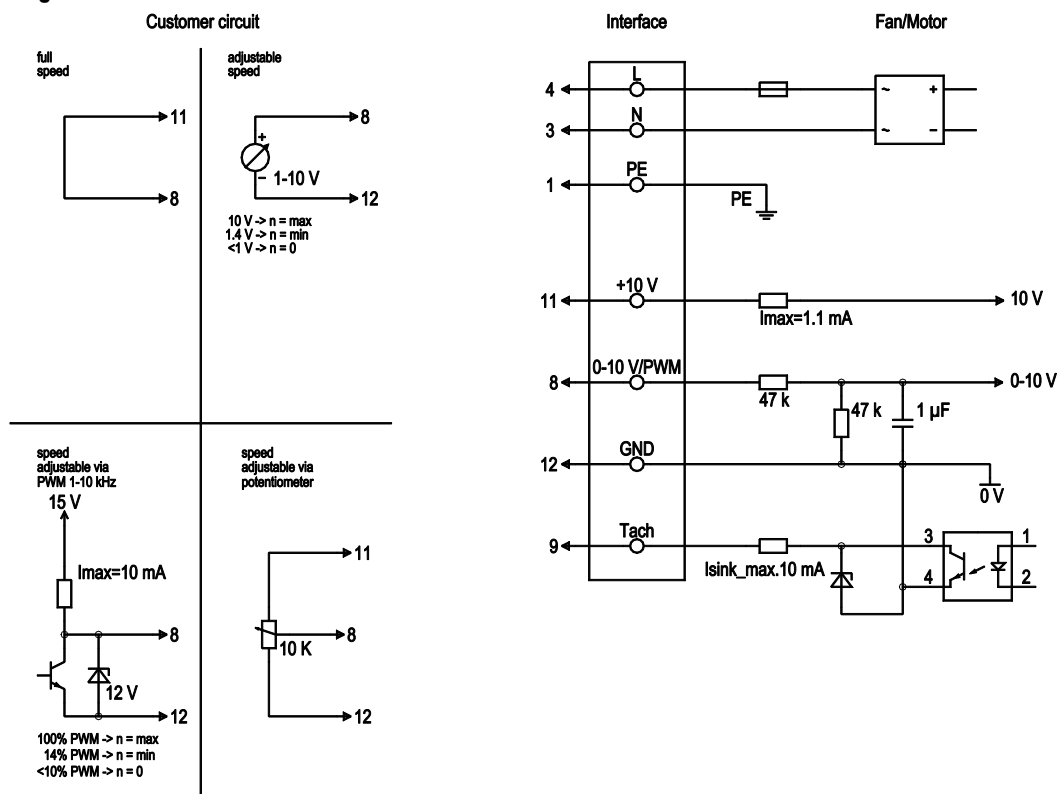 Customer circuit
Interface
Fan/Motor
full
speed
11
8
adjustable
speed
8
+
−
1-10 V
12
10 V -> n = max
1.4 V -> n = min
<1 V -> n = 0
speed
adjustable via
PWM 1-10 kHz
15 V
Imax=10 mA
8
12 V
12
100% PWM -> n = max
14% PWM -> n = min
<10% PWM -> n = 0
speed
adjustable via
potentiometer
11
8
10 K
12
4
L
~
+
3
N
~
−
1
PE
PE
11
+10 V
10 V
Imax=1.1 mA
8
0-10 V/PWM
0-10 V
47 k
47 k
1 µF
12
GND
0 V
9
Tach
Isink_max.10 mA
3
1
4
2